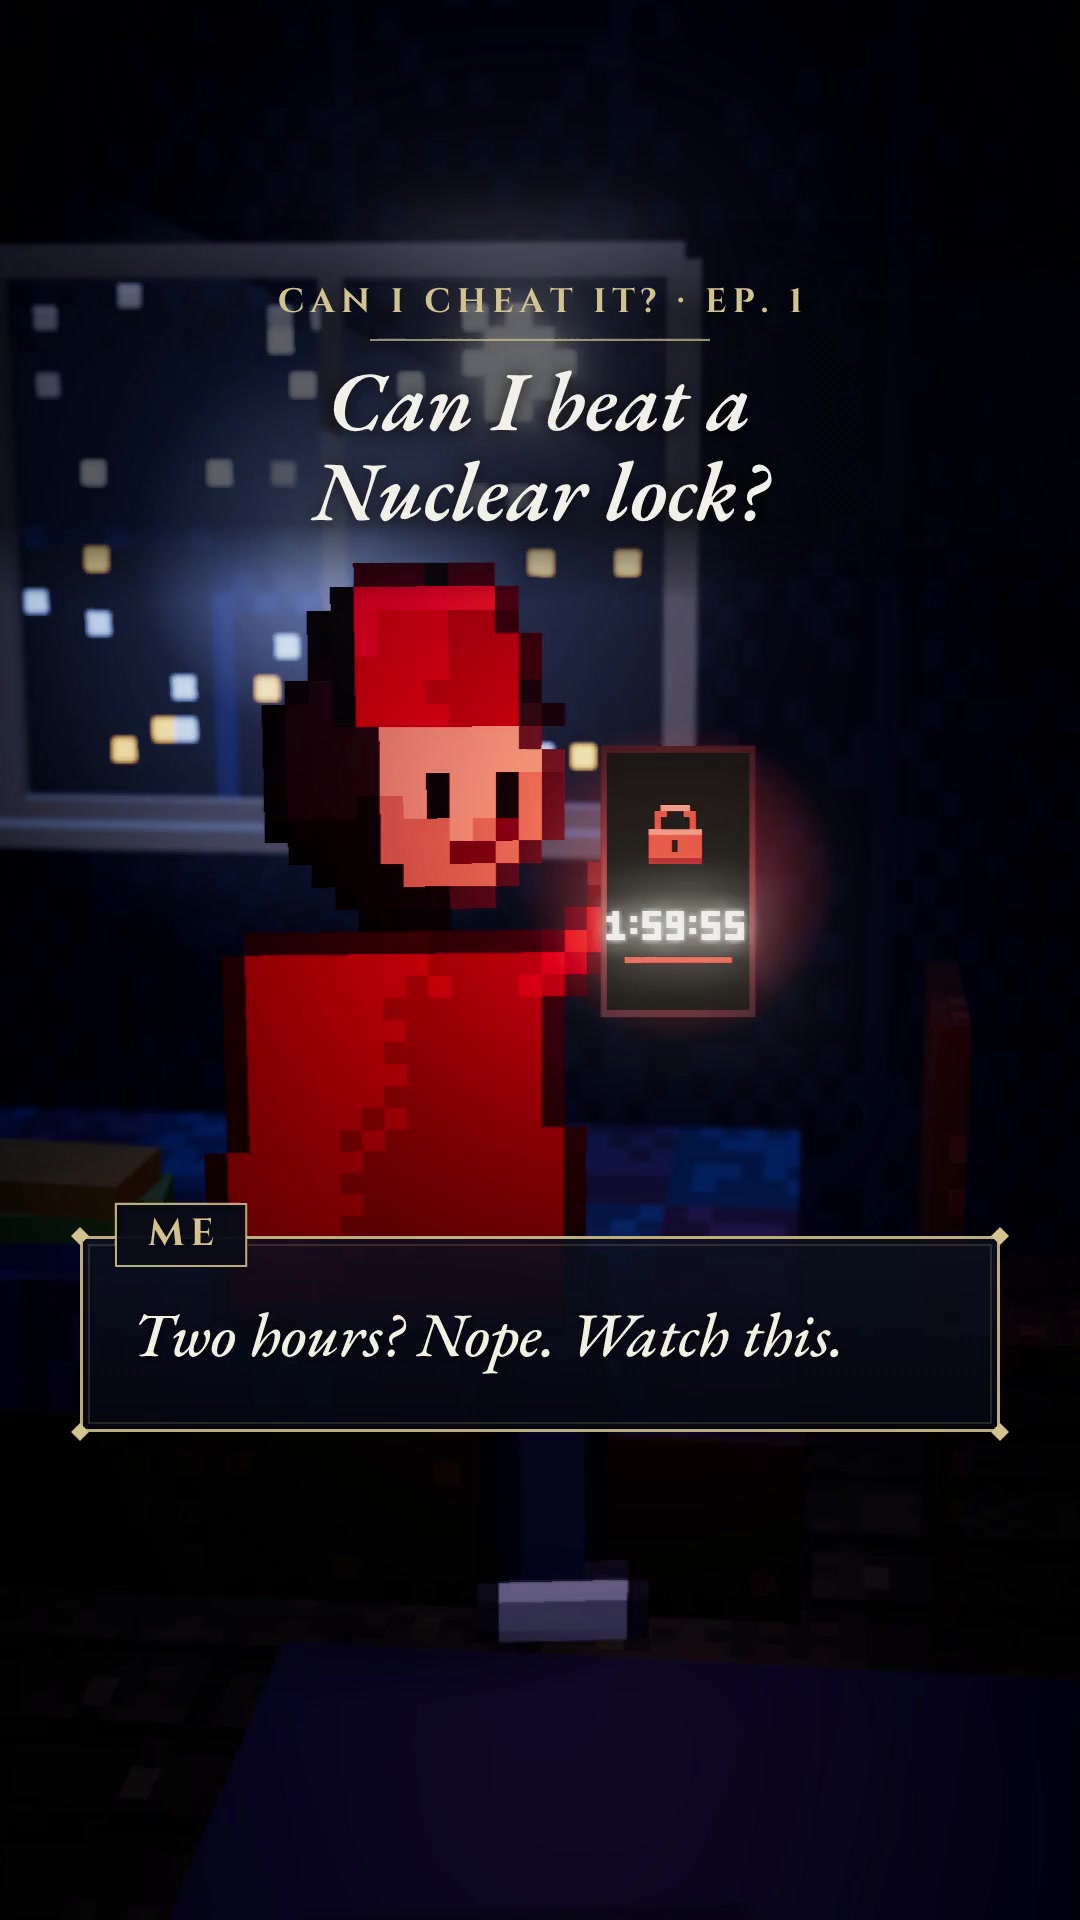 CAN I CHEAT IT? · EP. 1
Can I beat a
Nuclear lock?
1:59:55
ME
Two hours? Nope. Watch this.